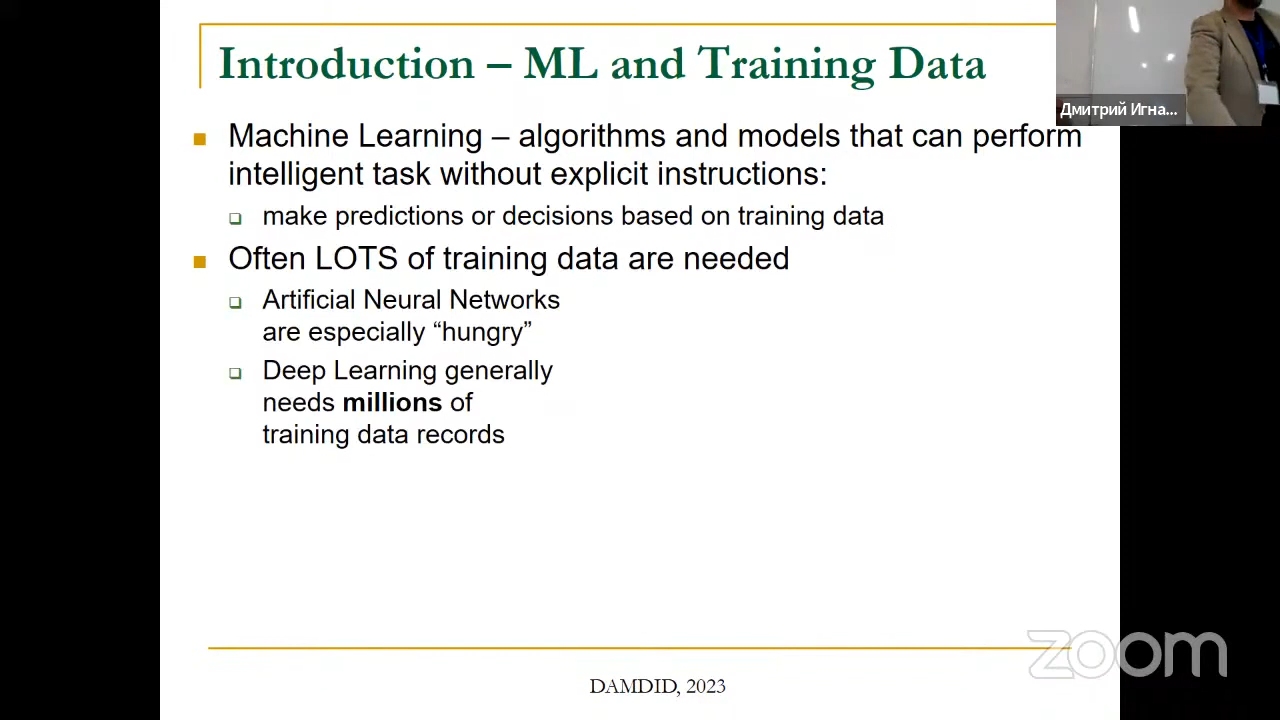 Introduction – ML and Training Data
Дмитрий Игна...
Machine Learning – algorithms and models that can perform
intelligent task without explicit instructions:
make predictions or decisions based on training data
Often LOTS of training data are needed
Artificial Neural Networks
are especially “hungry”
Deep Learning generally
needs millions of
training data records
zoom
DAMDID, 2023